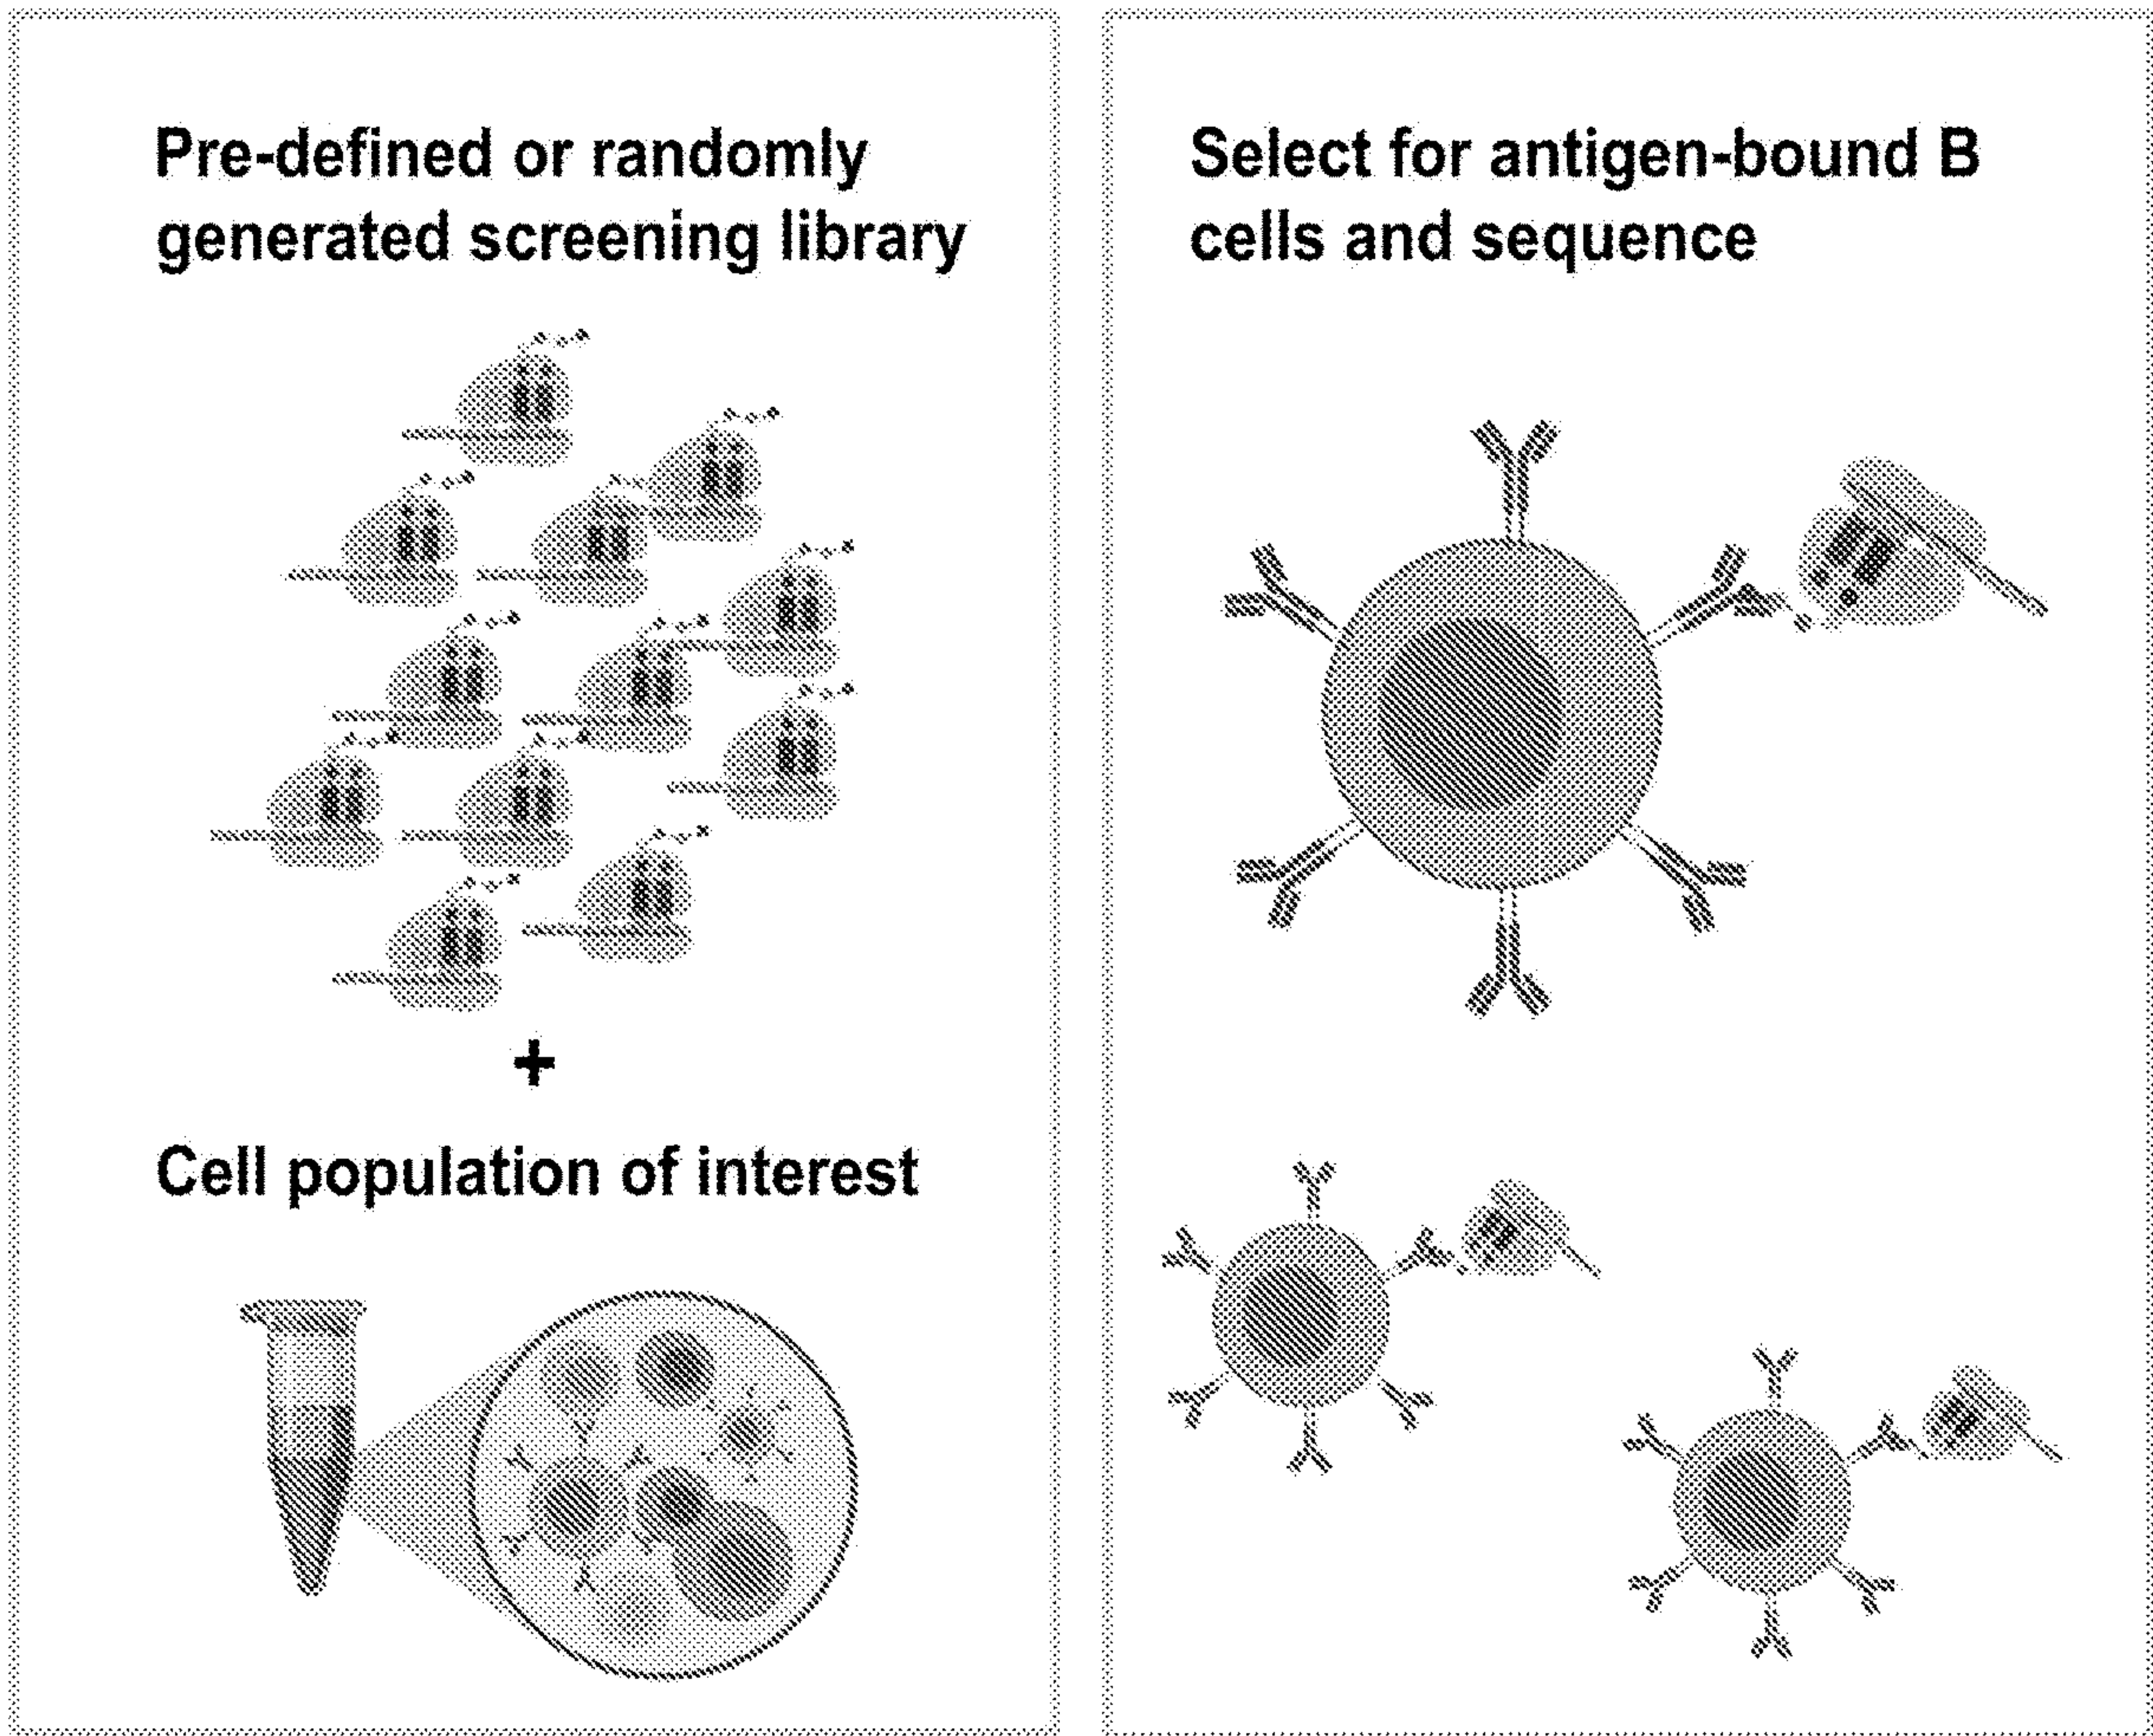 Pre-defined or randomly
generated screening library
+
Cell population of interest
Select for antigen-bound B
cells and sequence